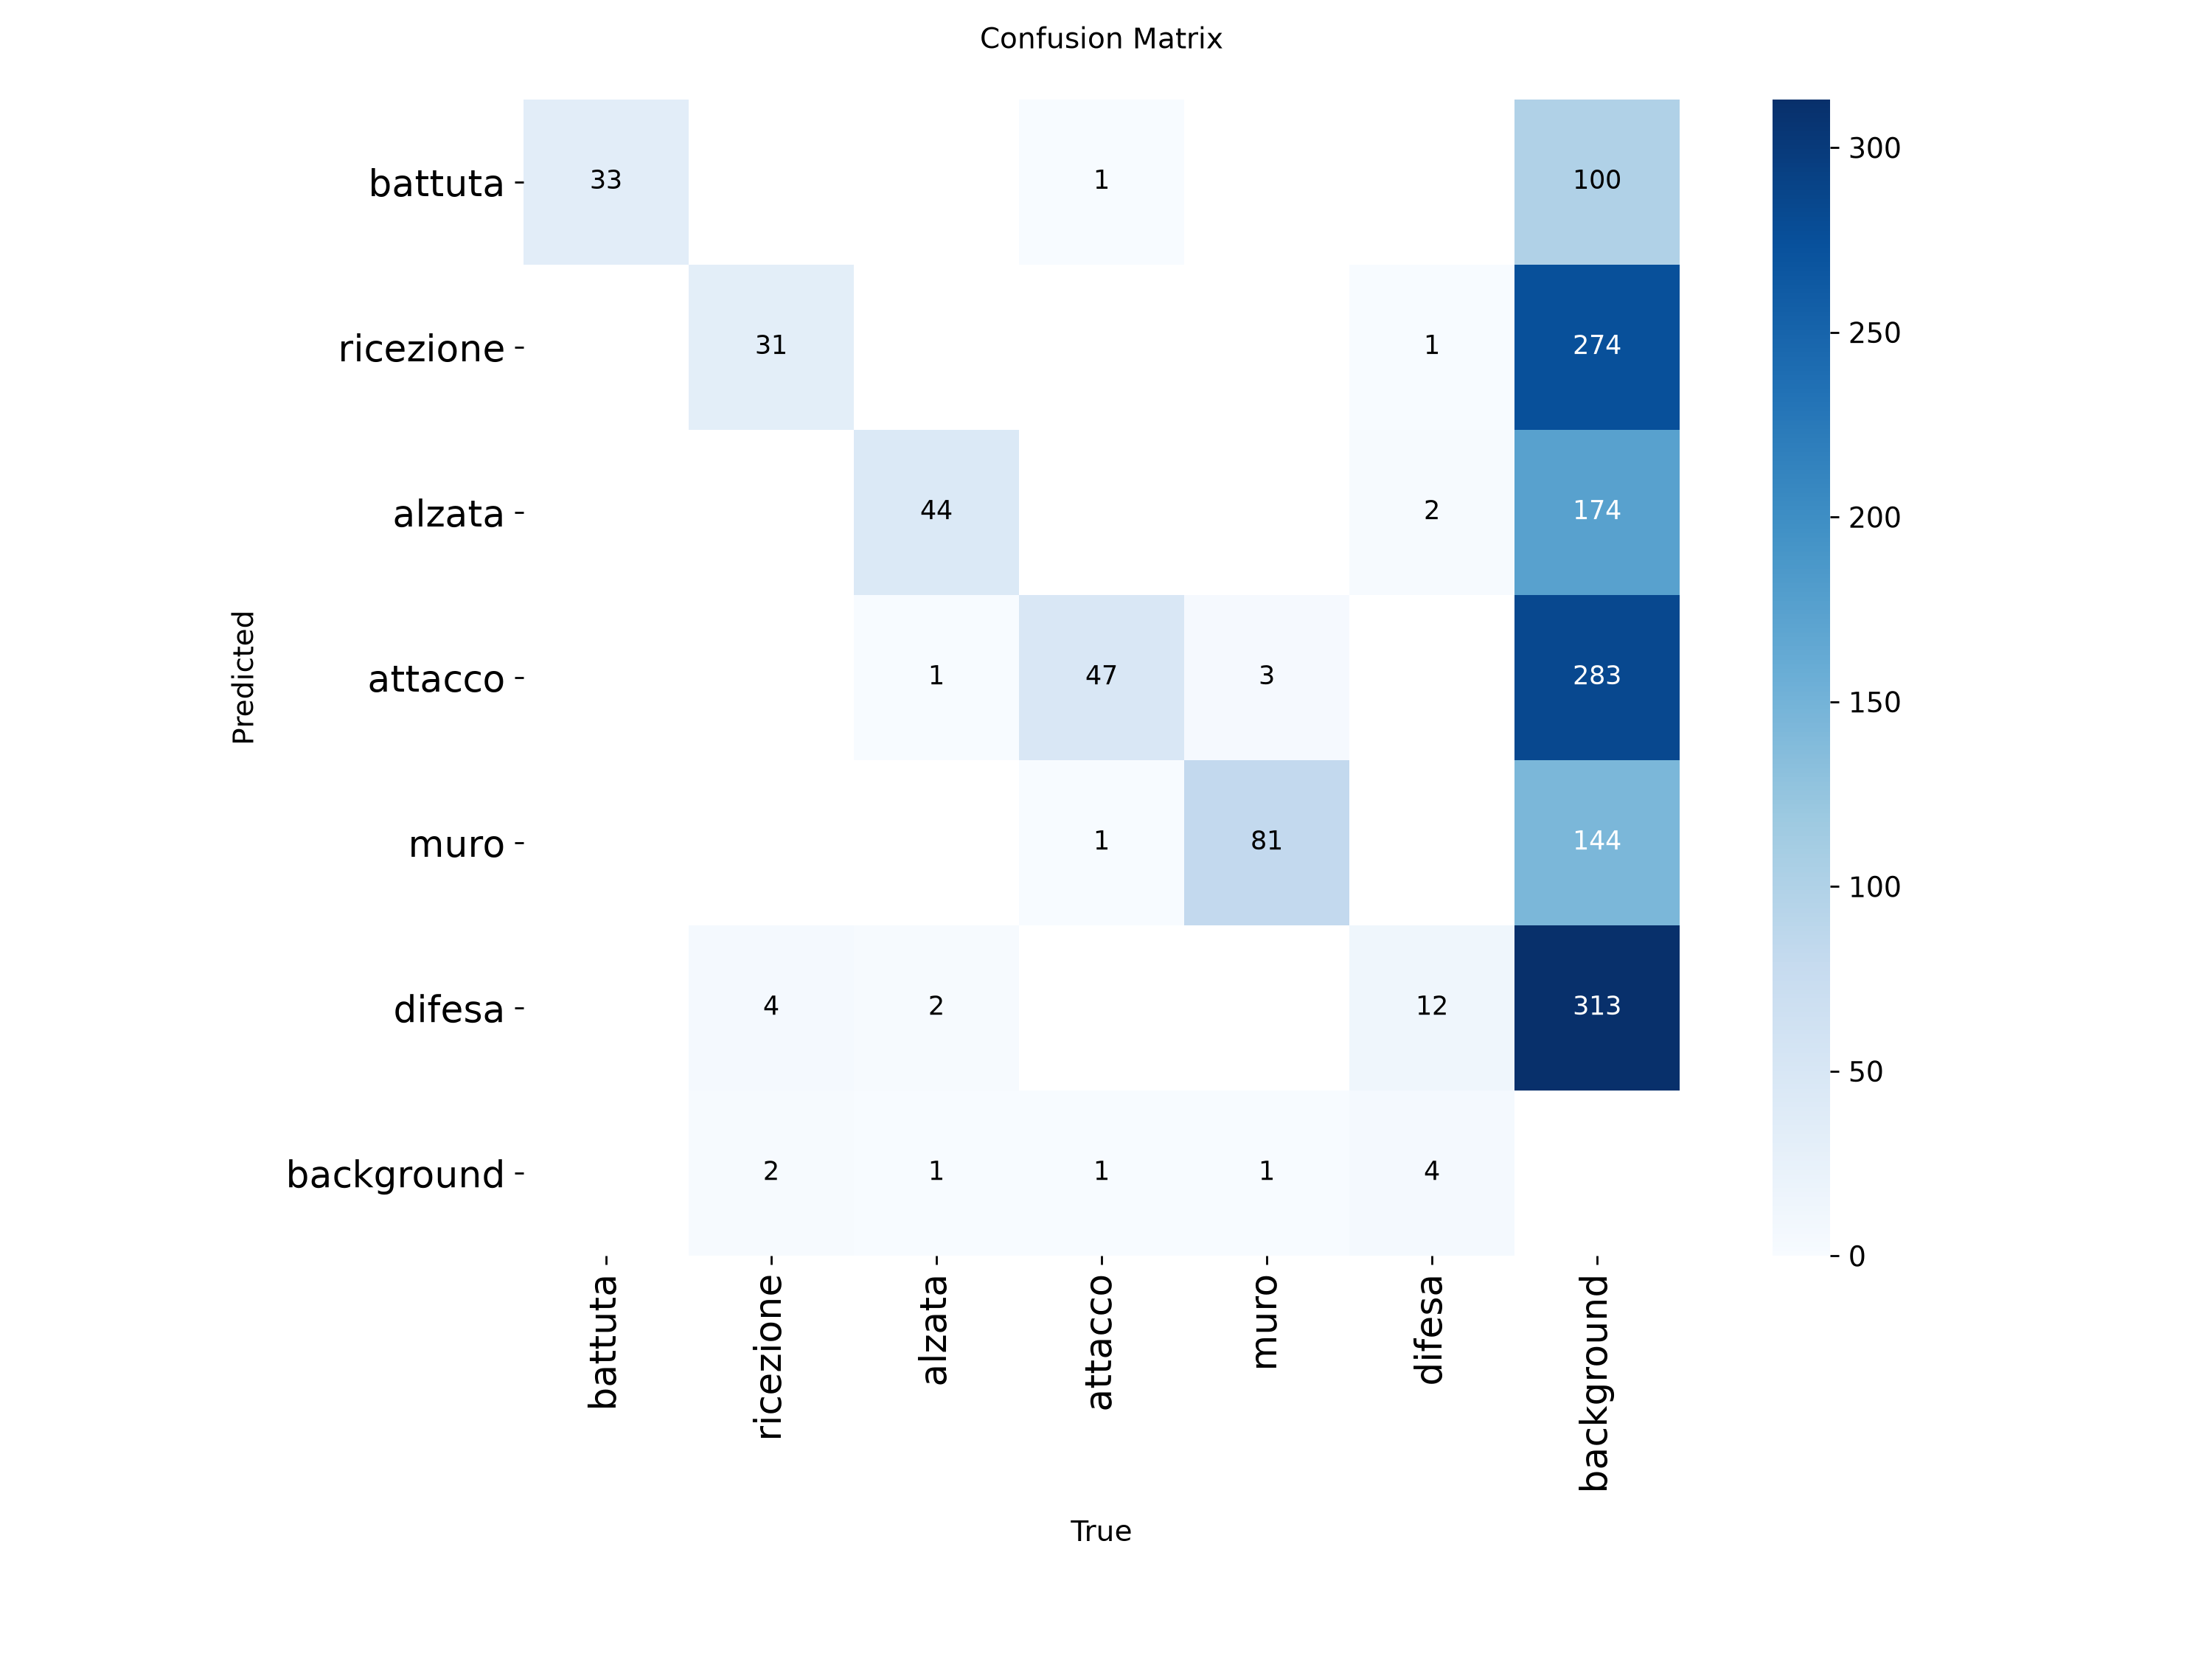 Confusion Matrix
battuta 33 1 100
ricezione 31 1 274
alzata 44 2 174
attacco 1 47 3 283
muro 1 81 144
difesa 4 2 12 313
background 2 1 1 1 4
Predicted
battuta ricezione alzata attacco muro difesa background
True
300
250
200
150
100
50
0